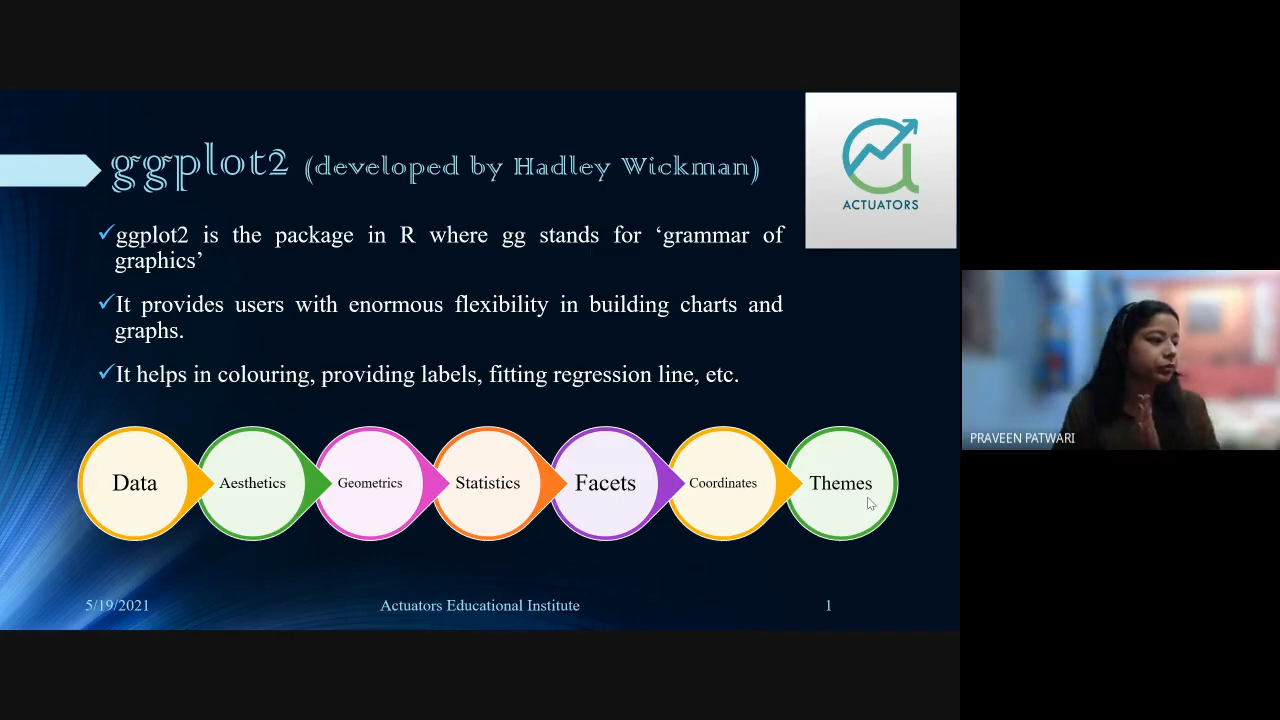 ggplot2 (developed by Hadley Wickman)
ACTUATORS
✓ggplot2 is the package in R where gg stands for ‘grammar of
graphics’
✓It provides users with enormous flexibility in building charts and
graphs.
✓It helps in colouring, providing labels, fitting regression line, etc.
Data Aesthetics Geometrics Statistics Facets Coordinates Themes
5/19/2021 Actuators Educational Institute 1
PRAVEEN PATWARI